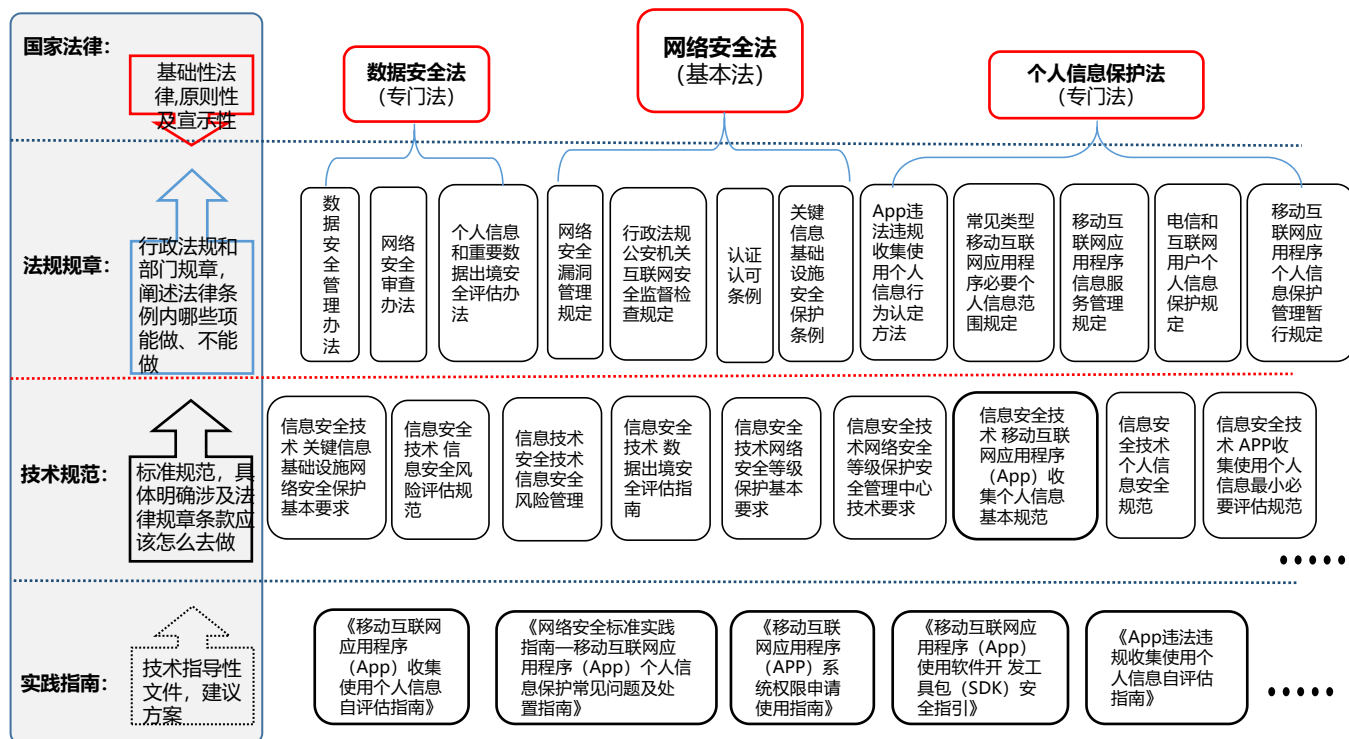 国家法律：
基础性法
律,原则性
及宣示性
数据安全法
（专门法）
网络安全法
（基本法）
个人信息保护法
（专门法）
法规规章：
行政法规和
部门规章，
阐述法律条
例内哪些项
能做、不能
做
数
据
安
全
管
理
办
法
网络
安全
审查
办法
个人信息
和重要数
据出境安
全评估办
法
网络
安全
漏洞
管理
规定
行政法规
公安机关
互联网安
全监督检
查规定
认证
认可
条例
关键
信息
基础
设施
安全
保护
条例
App违
法违规
收集使
用个人
信息行
为认定
方法
常见类型
移动互联
网应用程
序必要个
人信息范
围规定
移动互
联网应
用程序
信息服
务管理
规定
电信和
互联网
用户个
人信息
保护规
定
移动互
联网应
用程序
个人信
息保护
管理暂
行规定
技术规范：
标准规范，具
体明确涉及法
律规章条款应
该怎么去做
信息安全技
术 关键信息
基础设施网
络安全保护
基本要求
信息安全
技术 信
息安全风
险评估规
范
信息技术
安全技术
信息安全
风险管理
信息安全
技术 数
据出境安
全评估指
南
信息安全
技术网络
安全等级
保护基本
要求
信息安全技
术网络安全
等级保护安
全管理中心
技术要求
信息安全技
术 移动互联
网应用程序
（App）收
集个人信息
基本规范
信息安
全技术
个人信
息安全
规范
信息安全技
术 APP收
集使用个人
信息最小必
要评估规范
•••••
实践指南：
技术指导性
文件，建议
方案
《移动互联网
应用程序
（App）收集
使用个人信息
自评估指南》
《网络安全标准实践
指南—移动互联网应
用程序（App）个人信
息保护常见问题及处
置指南》
《移动互联
网应用程序
（APP）系
统权限申请
使用指南》
《移动互联网应
用程序（App）
使用软件开 发工
具包（SDK）安
全指引》
《App违法违
规收集使用个
人信息自评估
指南》
•••••